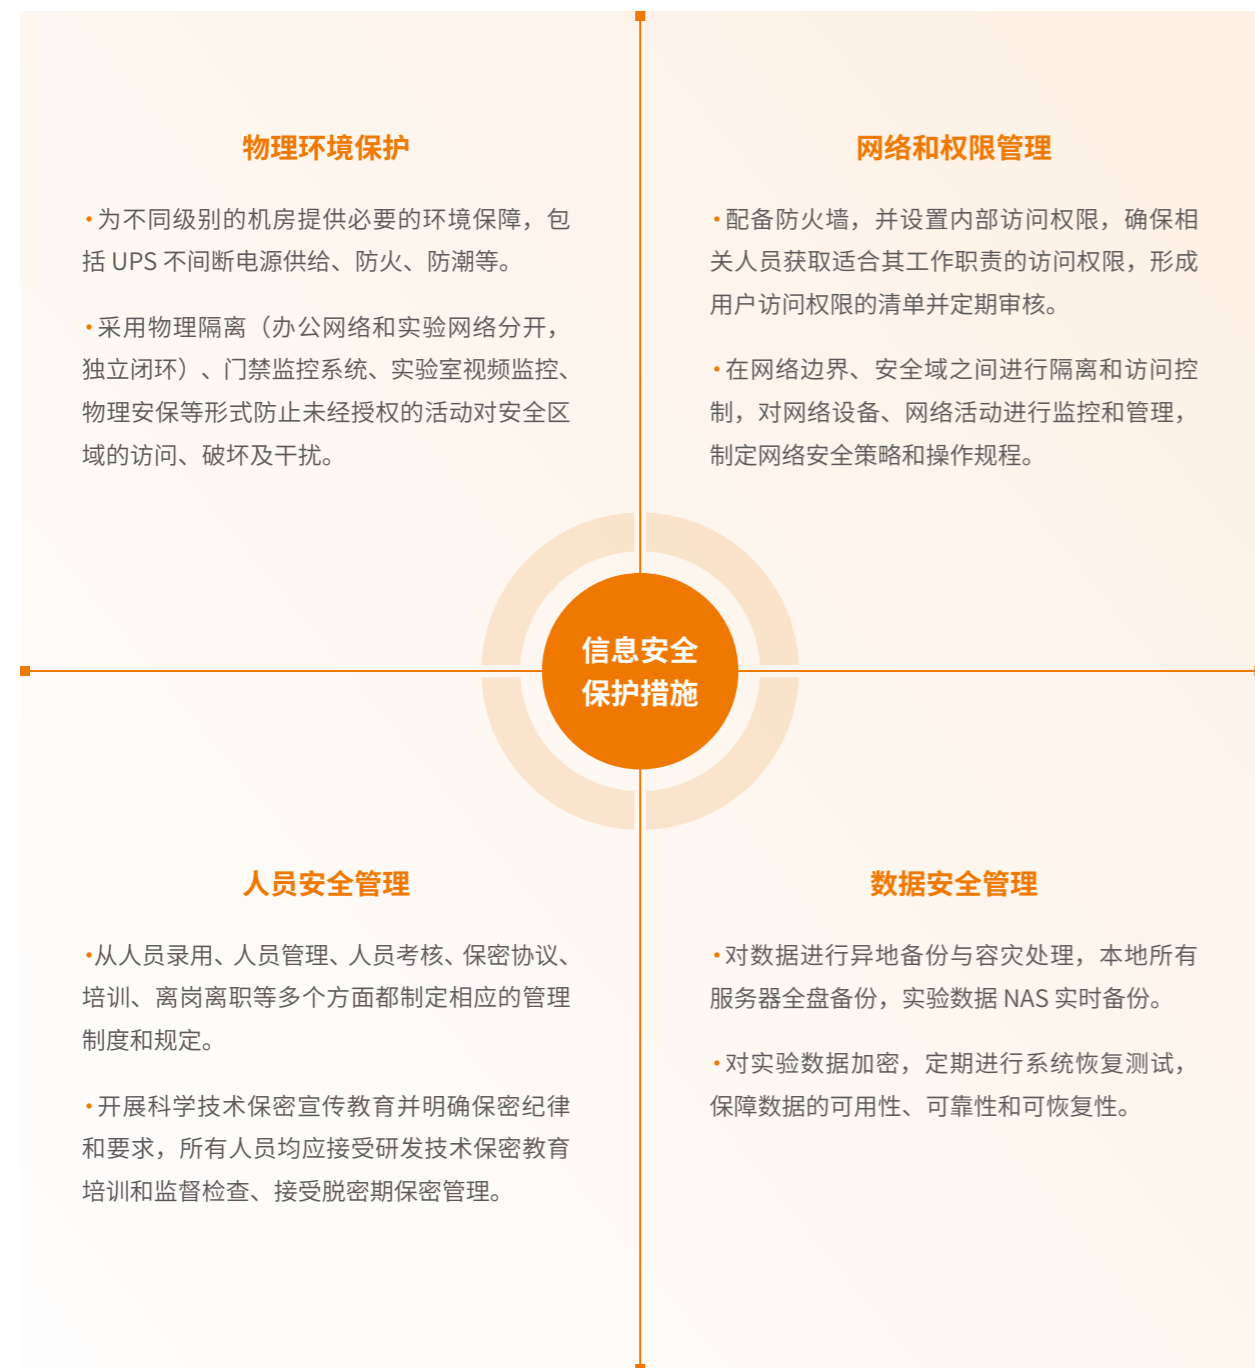 物理环境保护
•为不同级别的机房提供必要的环境保障，包
括 UPS 不间断电源供给、防火、防潮等。
•采用物理隔离（办公网络和实验网络分开，
独立闭环）、门禁监控系统、实验室视频监控、
物理安保等形式防止未经授权的活动对安全区
域的访问、破坏及干扰。
网络和权限管理
•配备防火墙，并设置内部访问权限，确保相
关人员获取适合其工作职责的访问权限，形成
用户访问权限的清单并定期审核。
•在网络边界、安全域之间进行隔离和访问控
制，对网络设备、网络活动进行监控和管理，
制定网络安全策略和操作规程。
信息安全
保护措施
人员安全管理
•从人员录用、人员管理、人员考核、保密协议、
培训、离岗离职等多个方面都制定相应的管理
制度和规定。
•开展科学技术保密宣传教育并明确保密纪律
和要求，所有人员均应接受研发技术保密教育
培训和监督检查、接受脱密期保密管理。
数据安全管理
•对数据进行异地备份与容灾处理，本地所有
服务器全盘备份，实验数据 NAS 实时备份。
•对实验数据加密，定期进行系统恢复测试，
保障数据的可用性、可靠性和可恢复性。